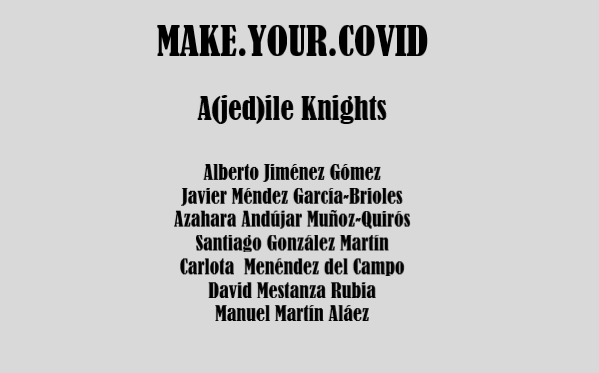 MAKE.YOUR.COVID
A(jed)ile Knights
Alberto Jiménez Gómez
Javier Méndez García-Brioles
Azahara Andújar Muñoz-Quirós
Santiago González Martín
Carlota  Menéndez del Campo
David Mestanza Rubia
Manuel Martín Aláez